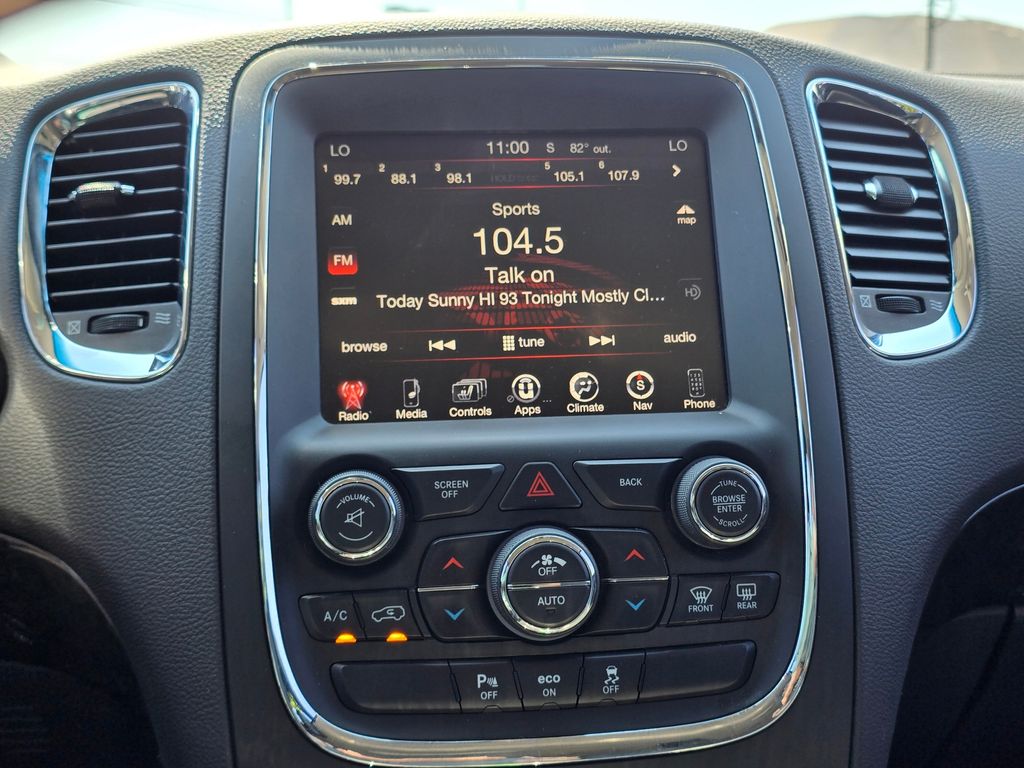 LO 11:00 S 82° out. LO
1 99.7 2 88.1 3 98.1 5 105.1 6 107.9
AM
Sports
map
104.5
FM
Talk on
sxm
Today Sunny HI 93 Tonight Mostly Cl...
HD
browse tune audio
Radio Media Controls Apps Climate Nav Phone
S
VOLUME
SCREEN
OFF
BACK
TUNE
BROWSE
ENTER
SCROLL
OFF
AUTO
A/C
FRONT
REAR
P OFF
eco
ON
OFF